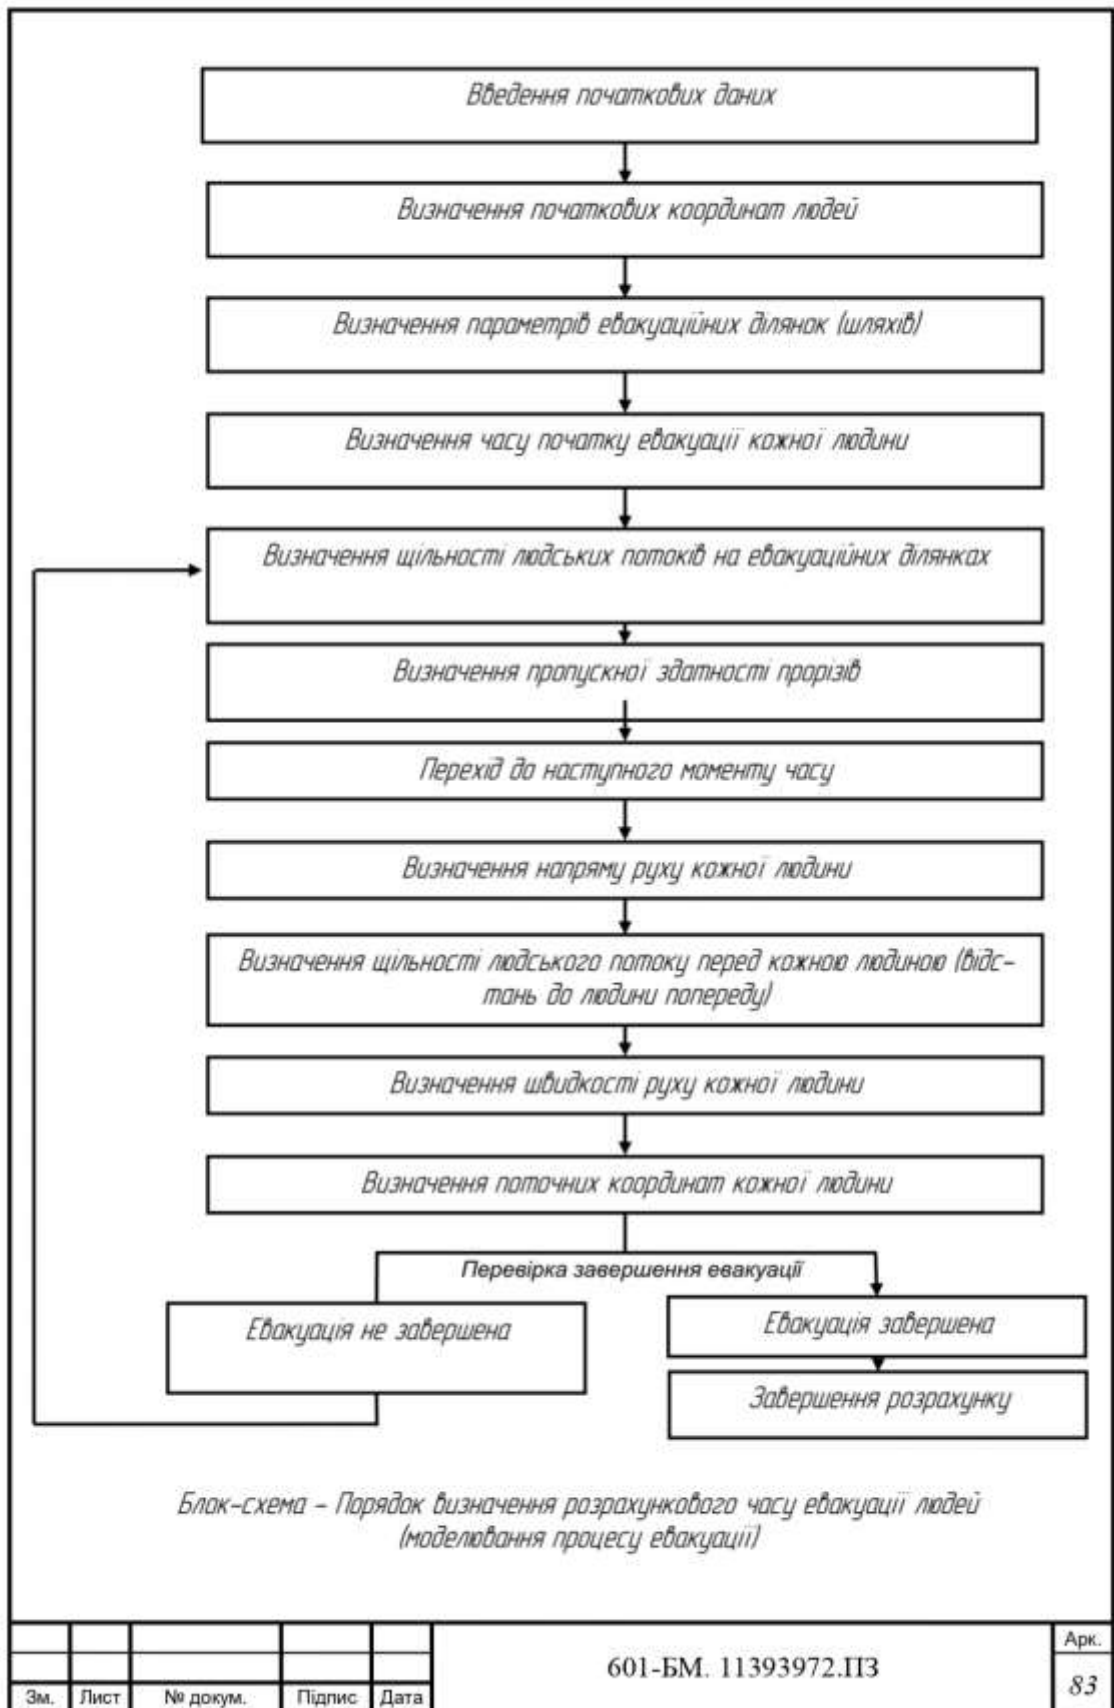 Введення початкових даних
Визначення початкових координат людей
Визначення параметрів евакуаційних ділянок (шляхів)
Визначення часу початку евакуації кожної людини
Визначення щільності людських потоків на евакуаційних ділянках
Визначення пропускної здатності прорізів
Перехід до наступного моменту часу
Визначення напряму руху кожної людини
Визначення щільності людського потоку перед кожною людиною (відс-
тань до людини попереду)
Визначення швидкості руху кожної людини
Визначення поточних координат кожної людини
Перевірка завершення евакуації
Евакуація не завершена
Евакуація завершена
Завершення розрахунку
Блок-схема – Порядок визначення розрахункового часу евакуації людей
(моделювання процесу евакуації)
601-БМ. 11393972.ПЗ
Арк.
83
Зм. Лист № докум. Підпис Дата